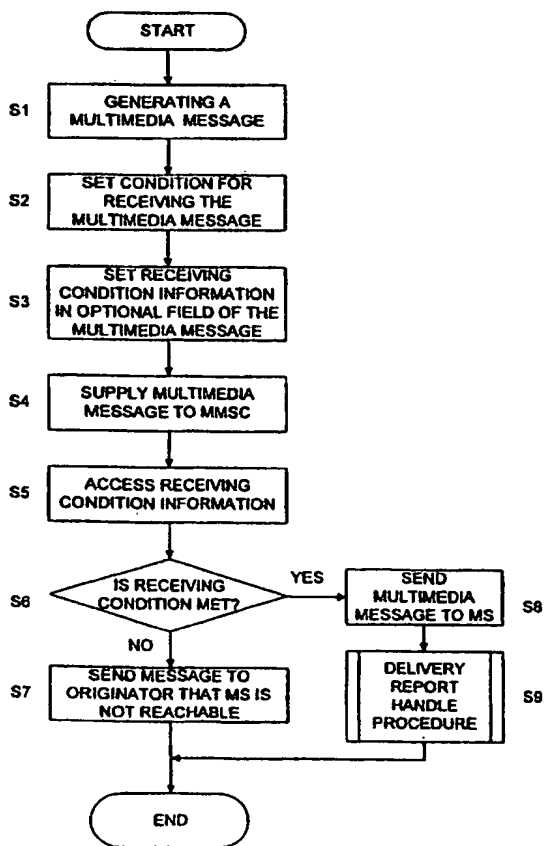 START
S1
GENERATING A
MULTIMEDIA MESSAGE
S2
SET CONDITION FOR
RECEIVING THE
MULTIMEDIA MESSAGE
S3
SET RECEIVING
CONDITION INFORMATION
IN OPTIONAL FIELD OF THE
MULTIMEDIA MESSAGE
S4
SUPPLY MULTIMEDIA
MESSAGE TO MMSC
S5
ACCESS RECEIVING
CONDITION INFORMATION
S6
IS RECEIVING
CONDITION MET?
YES
NO
SEND
MULTIMEDIA
MESSAGE TO MS
S8
S7
SEND MESSAGE TO
ORIGINATOR THAT MS IS
NOT REACHABLE
DELIVERY
REPORT
HANDLE
PROCEDURE
S9
END